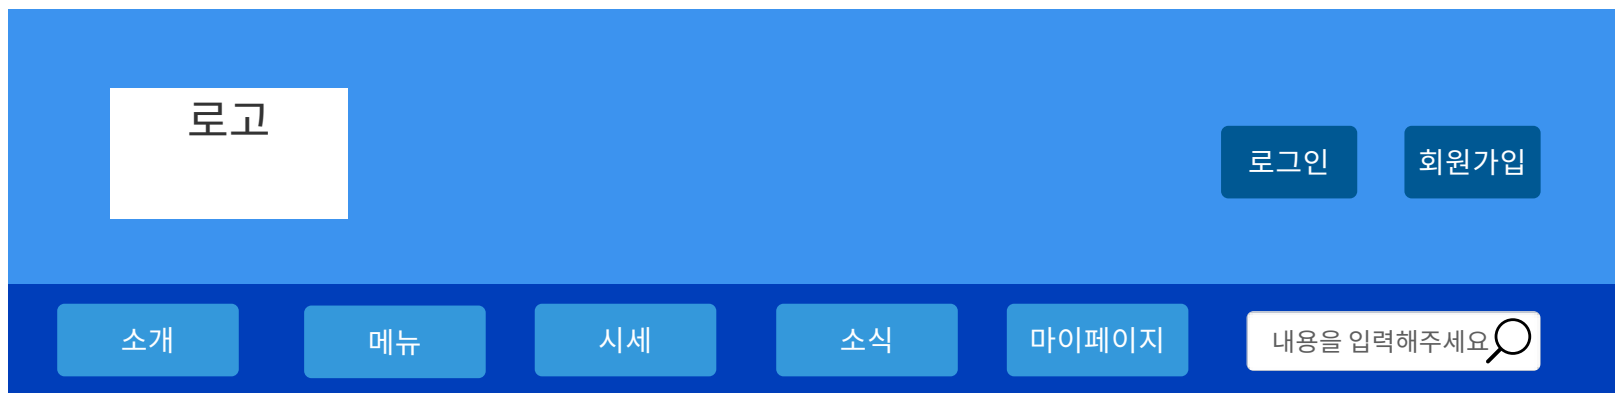 로고
로그인
회원가입
소개
메뉴
시세
소식
마이페이지
내용을 입력해주세요